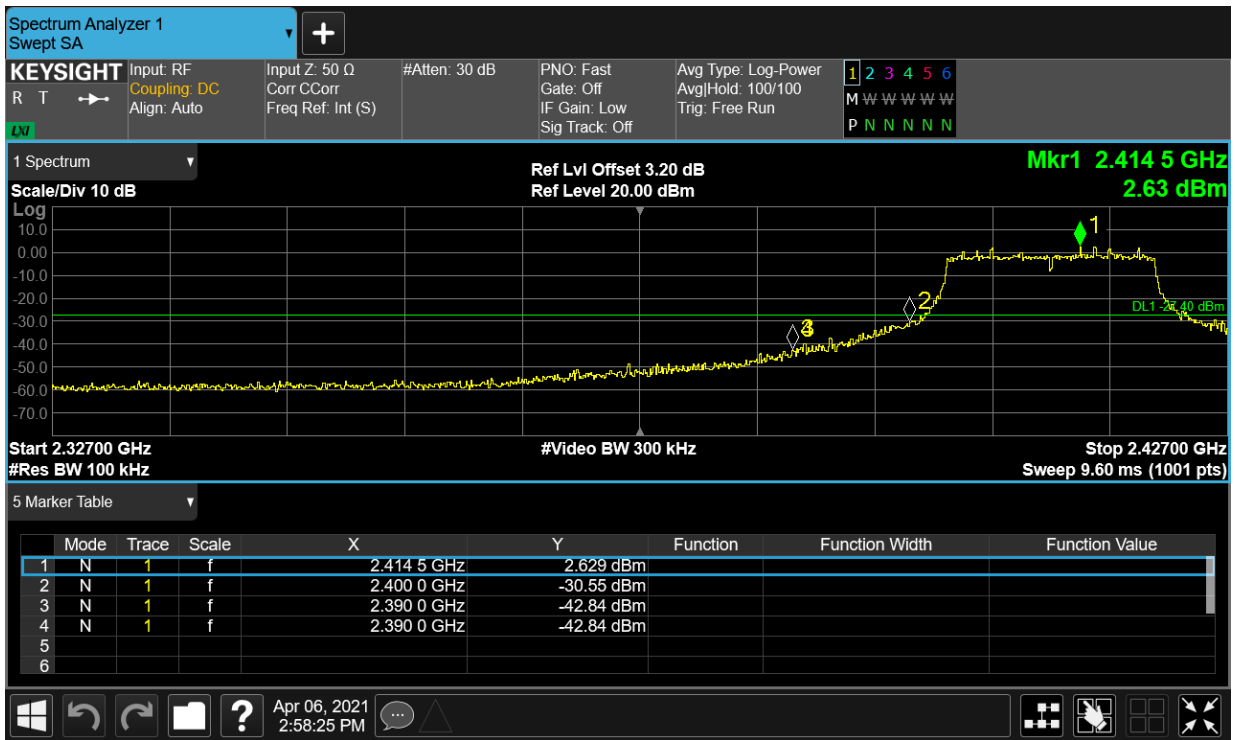 Spectrum Analyzer 1
Swept SA
KEYSIGHT
R T
LXI
Input: RF
Coupling: DC
Align: Auto
Input Z: 50 Ω
Corr CCorr
Freq Ref: Int (S)
#Atten: 30 dB
PNO: Fast
Gate: Off
IF Gain: Low
Sig Track: Off
Avg Type: Log-Power
Avg|Hold: 100/100
Trig: Free Run
1 2 3 4 5 6
M W W W W W
P N N N N N
1 Spectrum
Scale/Div 10 dB
Ref Lvl Offset 3.20 dB
Ref Level 20.00 dBm
Mkr1 2.414 5 GHz
2.63 dBm
Log
10.0
0.00
-10.0
-20.0
-30.0
-40.0
-50.0
-60.0
-70.0
1
2
DL1 -27.40 dBm
Start 2.32700 GHz
#Res BW 100 kHz
#Video BW 300 kHz
Stop 2.42700 GHz
Sweep 9.60 ms (1001 pts)
5 Marker Table
Mode Trace Scale X Y Function Function Width Function Value
1 N 1 f 2.414 5 GHz 2.629 dBm
2 N 1 f 2.400 0 GHz -30.55 dBm
3 N 1 f 2.390 0 GHz -42.84 dBm
4 N 1 f 2.390 0 GHz -42.84 dBm
5
6
Apr 06, 2021
2:58:25 PM